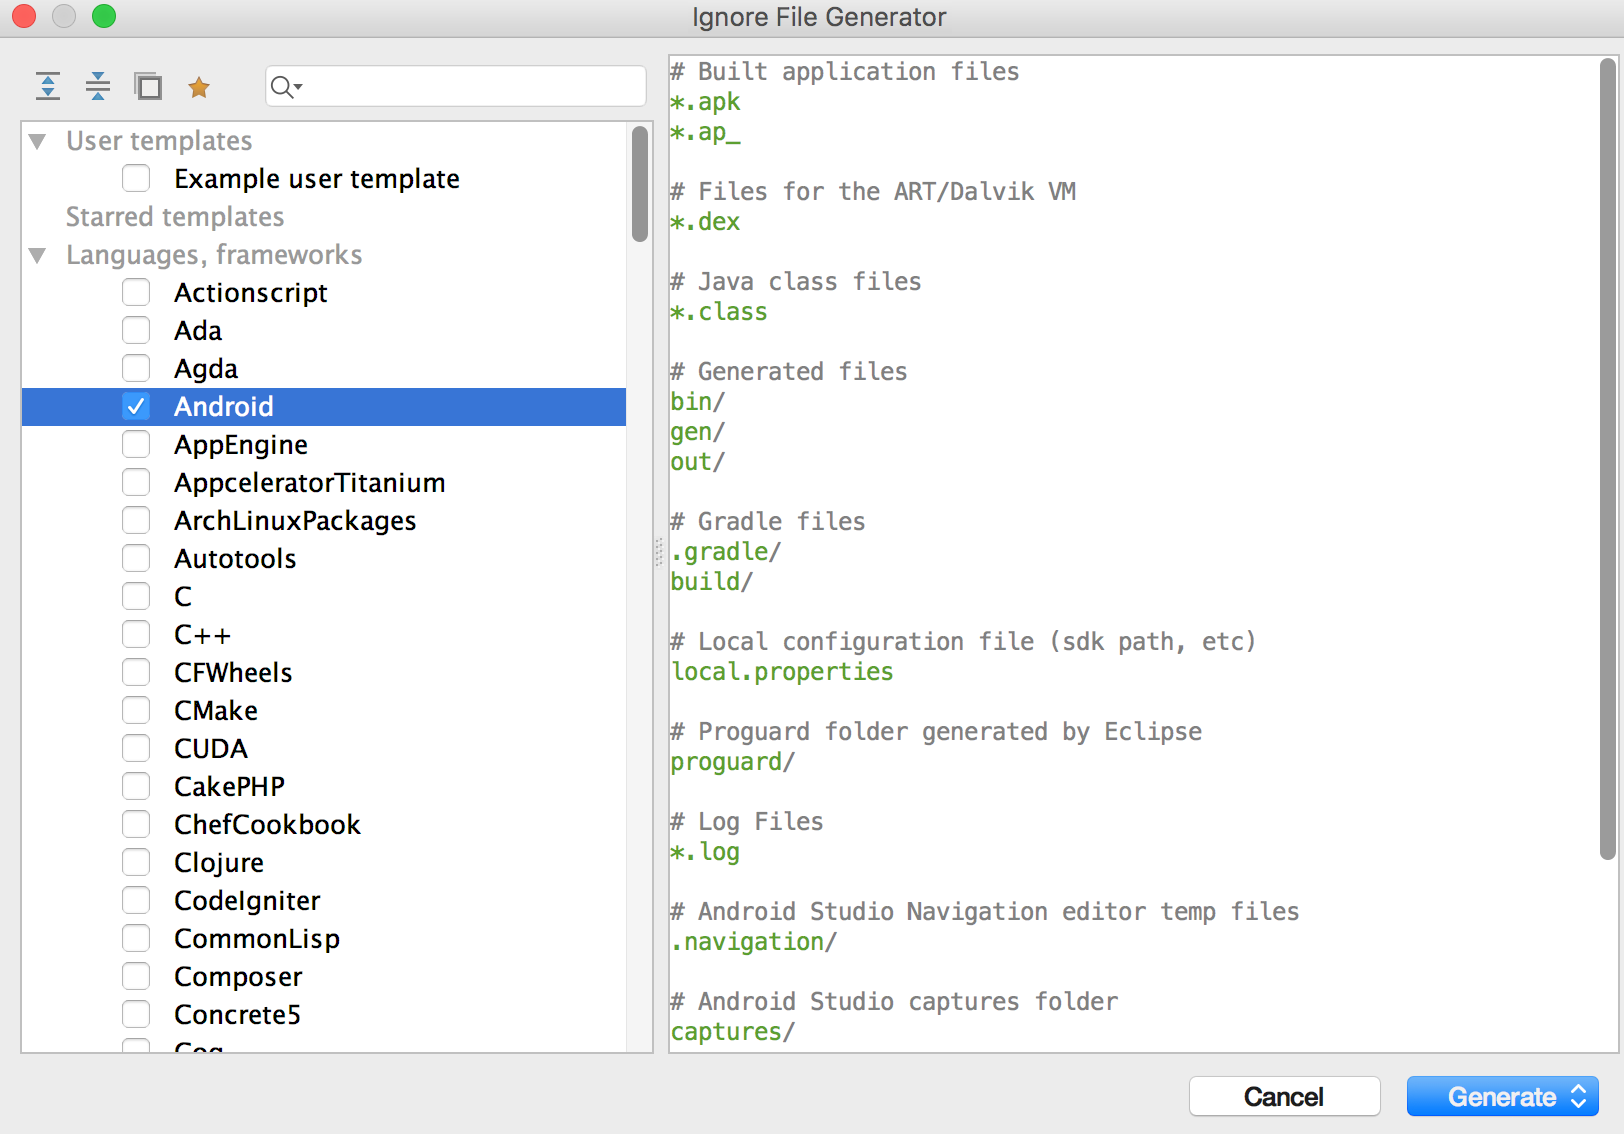 Ignore File Generator
User templates
Example user template
Starred templates
Languages, frameworks
Actionscript
Ada
Agda
Android
AppEngine
AppceleratorTitanium
ArchLinuxPackages
Autotools
C
C++
CFWheels
CMake
CUDA
CakePHP
ChefCookbook
Clojure
CodeIgniter
CommonLisp
Composer
Concrete5
# Built application files
*.apk
*.ap_
# Files for the ART/Dalvik VM
*.dex
# Java class files
*.class
# Generated files
bin/
gen/
out/
# Gradle files
.gradle/
build/
# Local configuration file (sdk path, etc)
local.properties
# Proguard folder generated by Eclipse
proguard/
# Log Files
*.log
# Android Studio Navigation editor temp files
.navigation/
# Android Studio captures folder
captures/
Cancel
Generate